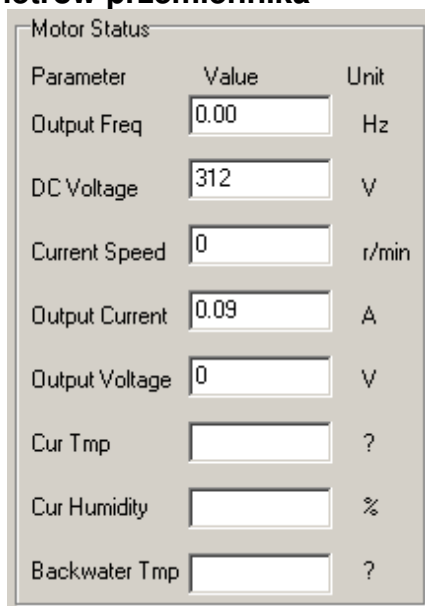 przemiennika
Motor Status
Parameter Value Unit
Output Freq 0.00 Hz
DC Voltage 312 V
Current Speed 0 r/min
Output Current 0.09 A
Output Voltage 0 V
Cur Tmp ?
Cur Humidity %
Backwater Tmp ?